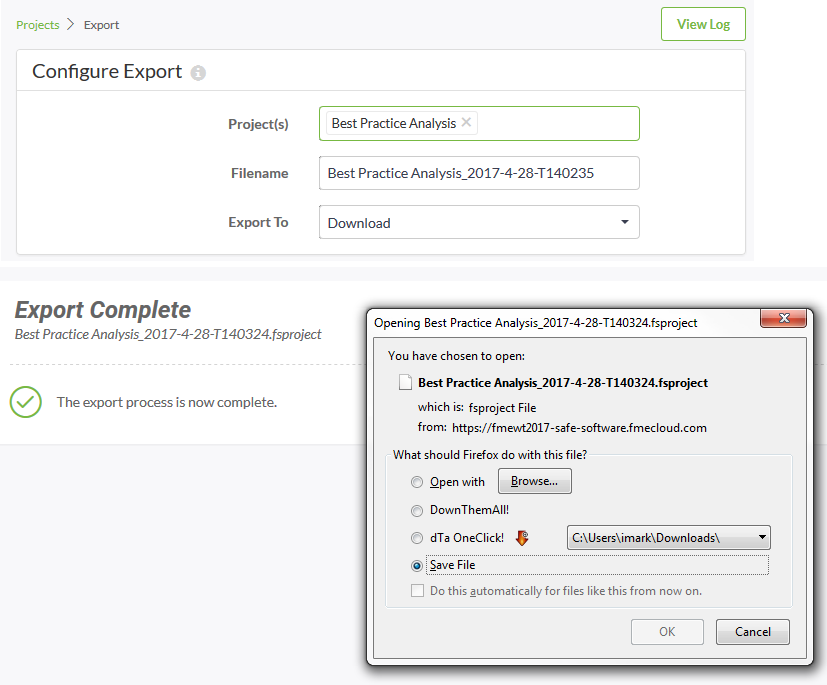 Projects > Export
View Log
Configure Export
Project(s)
Best Practice Analysis ×
Filename
Best Practice Analysis_2017-4-28-T140235
Export To
Download
Export Complete
Best Practice Analysis_2017-4-28-T140324.fsproject
The export process is now complete.
Opening Best Practice Analysis_2017-4-28-T140324.fsproject
You have chosen to open:
Best Practice Analysis_2017-4-28-T140324.fsproject
which is: fsproject File
from: https://fmewt2017-safe-software.fmecloud.com
What should Firefox do with this file?
Open with
Browse...
DownThemAll!
dTa OneClick!
C:\Users\imark\Downloads\
Save File
Do this automatically for files like this from now on.
OK
Cancel